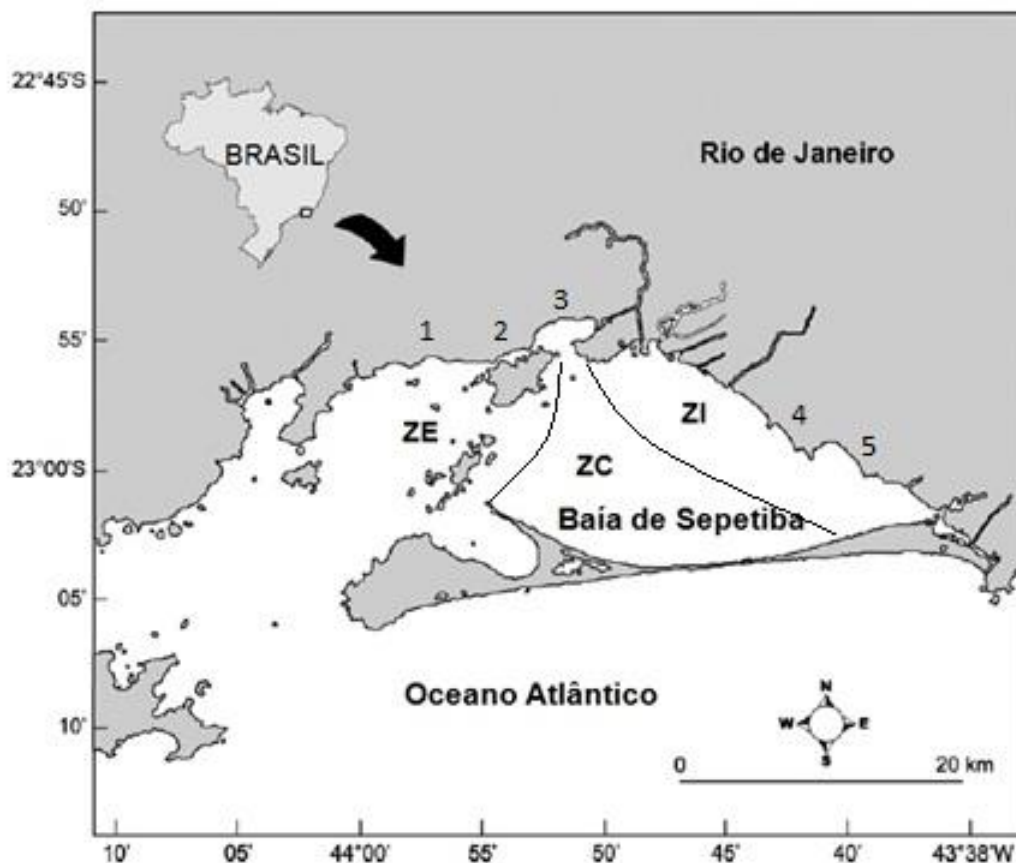 22°45'S
BRASIL
Rio de Janeiro
50'
3
55'
1
2
ZI
4
ZE
5
23°00'S
ZC
Baía de Sepetiba
05'
Oceano Atlântico
N
10'
W
E
S
0
20 km
10'
05'
44°00'
55'
50'
45'
40'
43°38'W